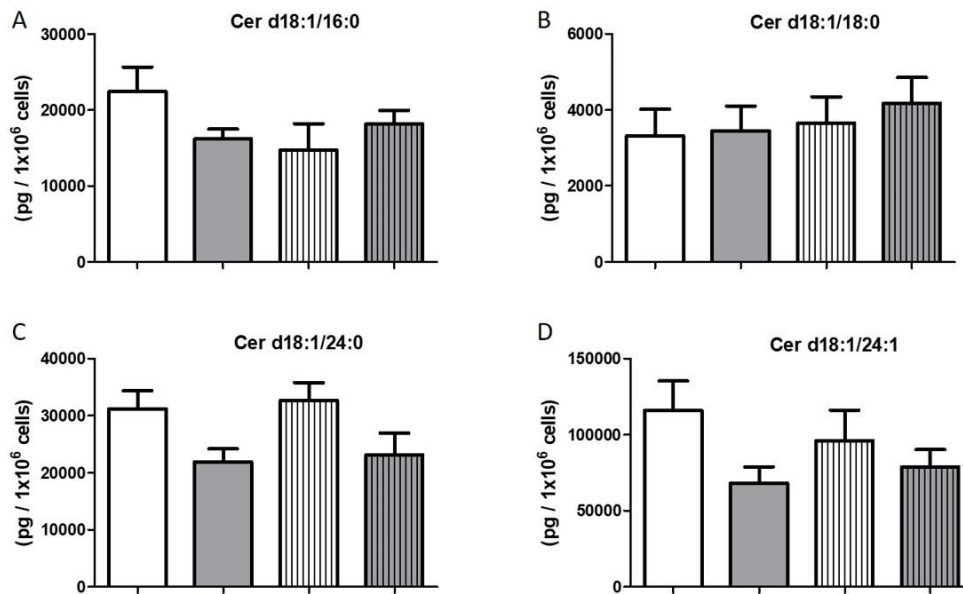 A
Cer d18:1/16:0
(pg / 1x10⁶ cells)
30000
20000
10000
0
B
Cer d18:1/18:0
(pg / 1x10⁶ cells)
6000
4000
2000
0
C
Cer d18:1/24:0
(pg / 1x10⁶ cells)
40000
30000
20000
10000
0
D
Cer d18:1/24:1
(pg / 1x10⁶ cells)
150000
100000
50000
0